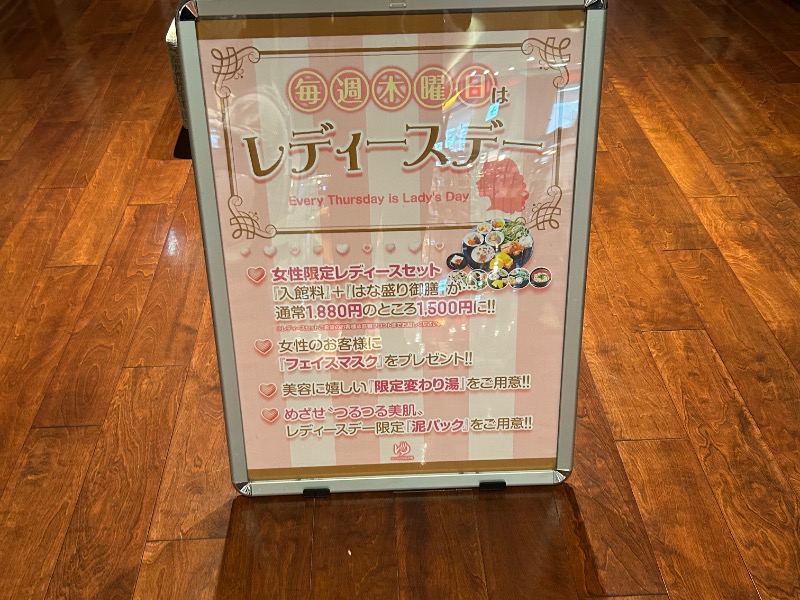 毎週木曜日は
レディースデー
Every Thursday is Lady's Day
女性限定レディースセット
『入館料』+『はな盛り御膳』が
通常1,880円のところ1,500円に!!
女性のお客様に
『フェイスマスク』をプレゼント!!
美容に嬉しい『限定変わり湯』をご用意!!
めざせ〝つるつる美肌〟
レディースデー限定『泥パック』をご用意!!